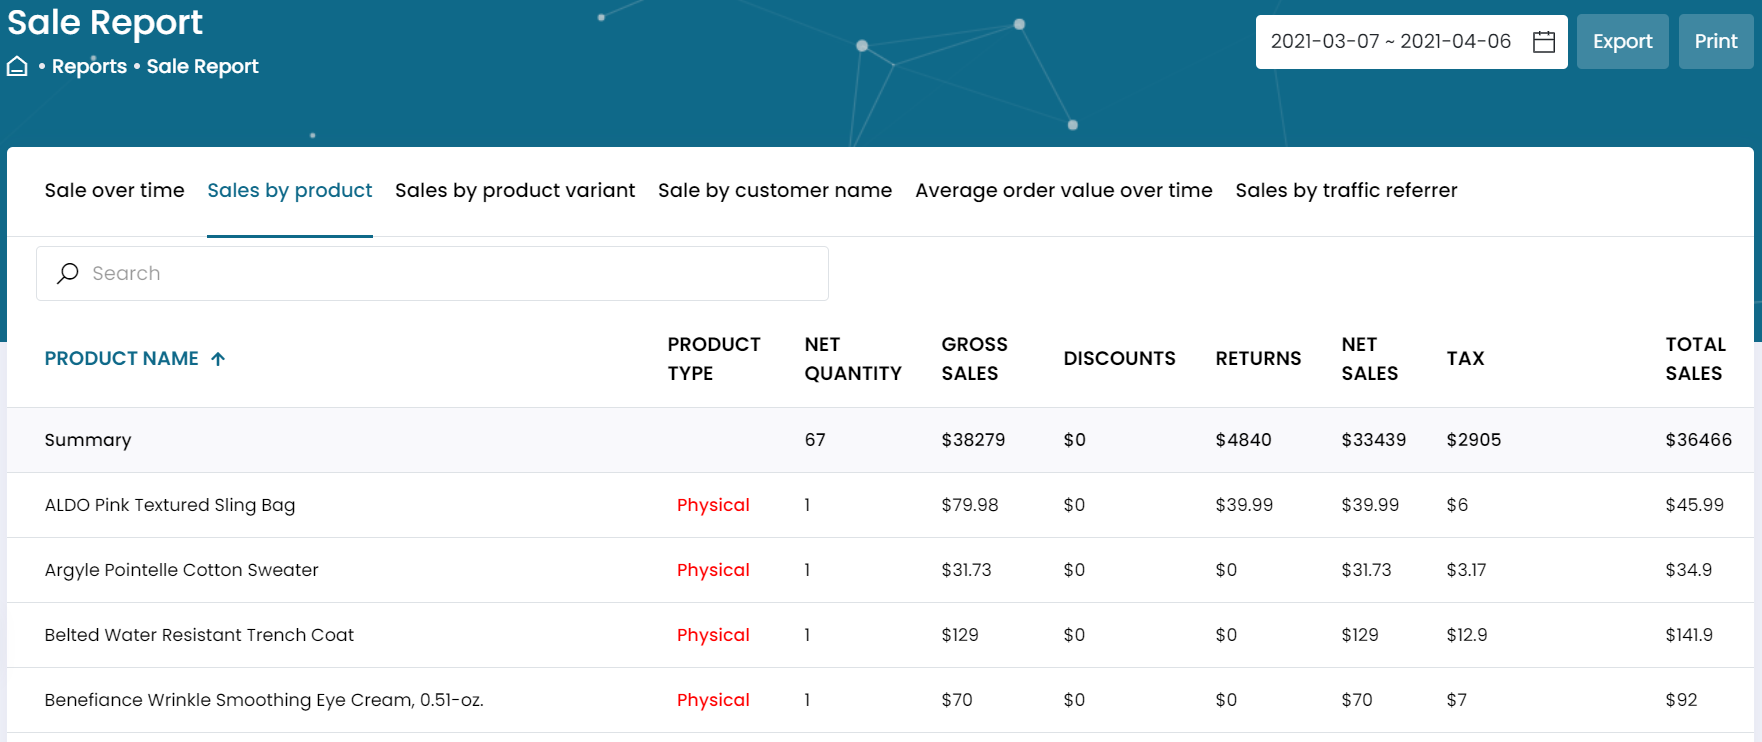 Sale Report
• Reports • Sale Report
2021-03-07 ~ 2021-04-06
Export
Print
Sale over time
Sales by product
Sales by product variant
Sale by customer name
Average order value over time
Sales by traffic referrer
Search
PRODUCT NAME ↑
PRODUCT TYPE
NET QUANTITY
GROSS SALES
DISCOUNTS
RETURNS
NET SALES
TAX
TOTAL SALES
Summary 67 $38279 $0 $4840 $33439 $2905 $36466
ALDO Pink Textured Sling Bag Physical 1 $79.98 $0 $39.99 $39.99 $6 $45.99
Argyle Pointelle Cotton Sweater Physical 1 $31.73 $0 $0 $31.73 $3.17 $34.9
Belted Water Resistant Trench Coat Physical 1 $129 $0 $0 $129 $12.9 $141.9
Benefiance Wrinkle Smoothing Eye Cream, 0.51-oz. Physical 1 $70 $0 $0 $70 $7 $92